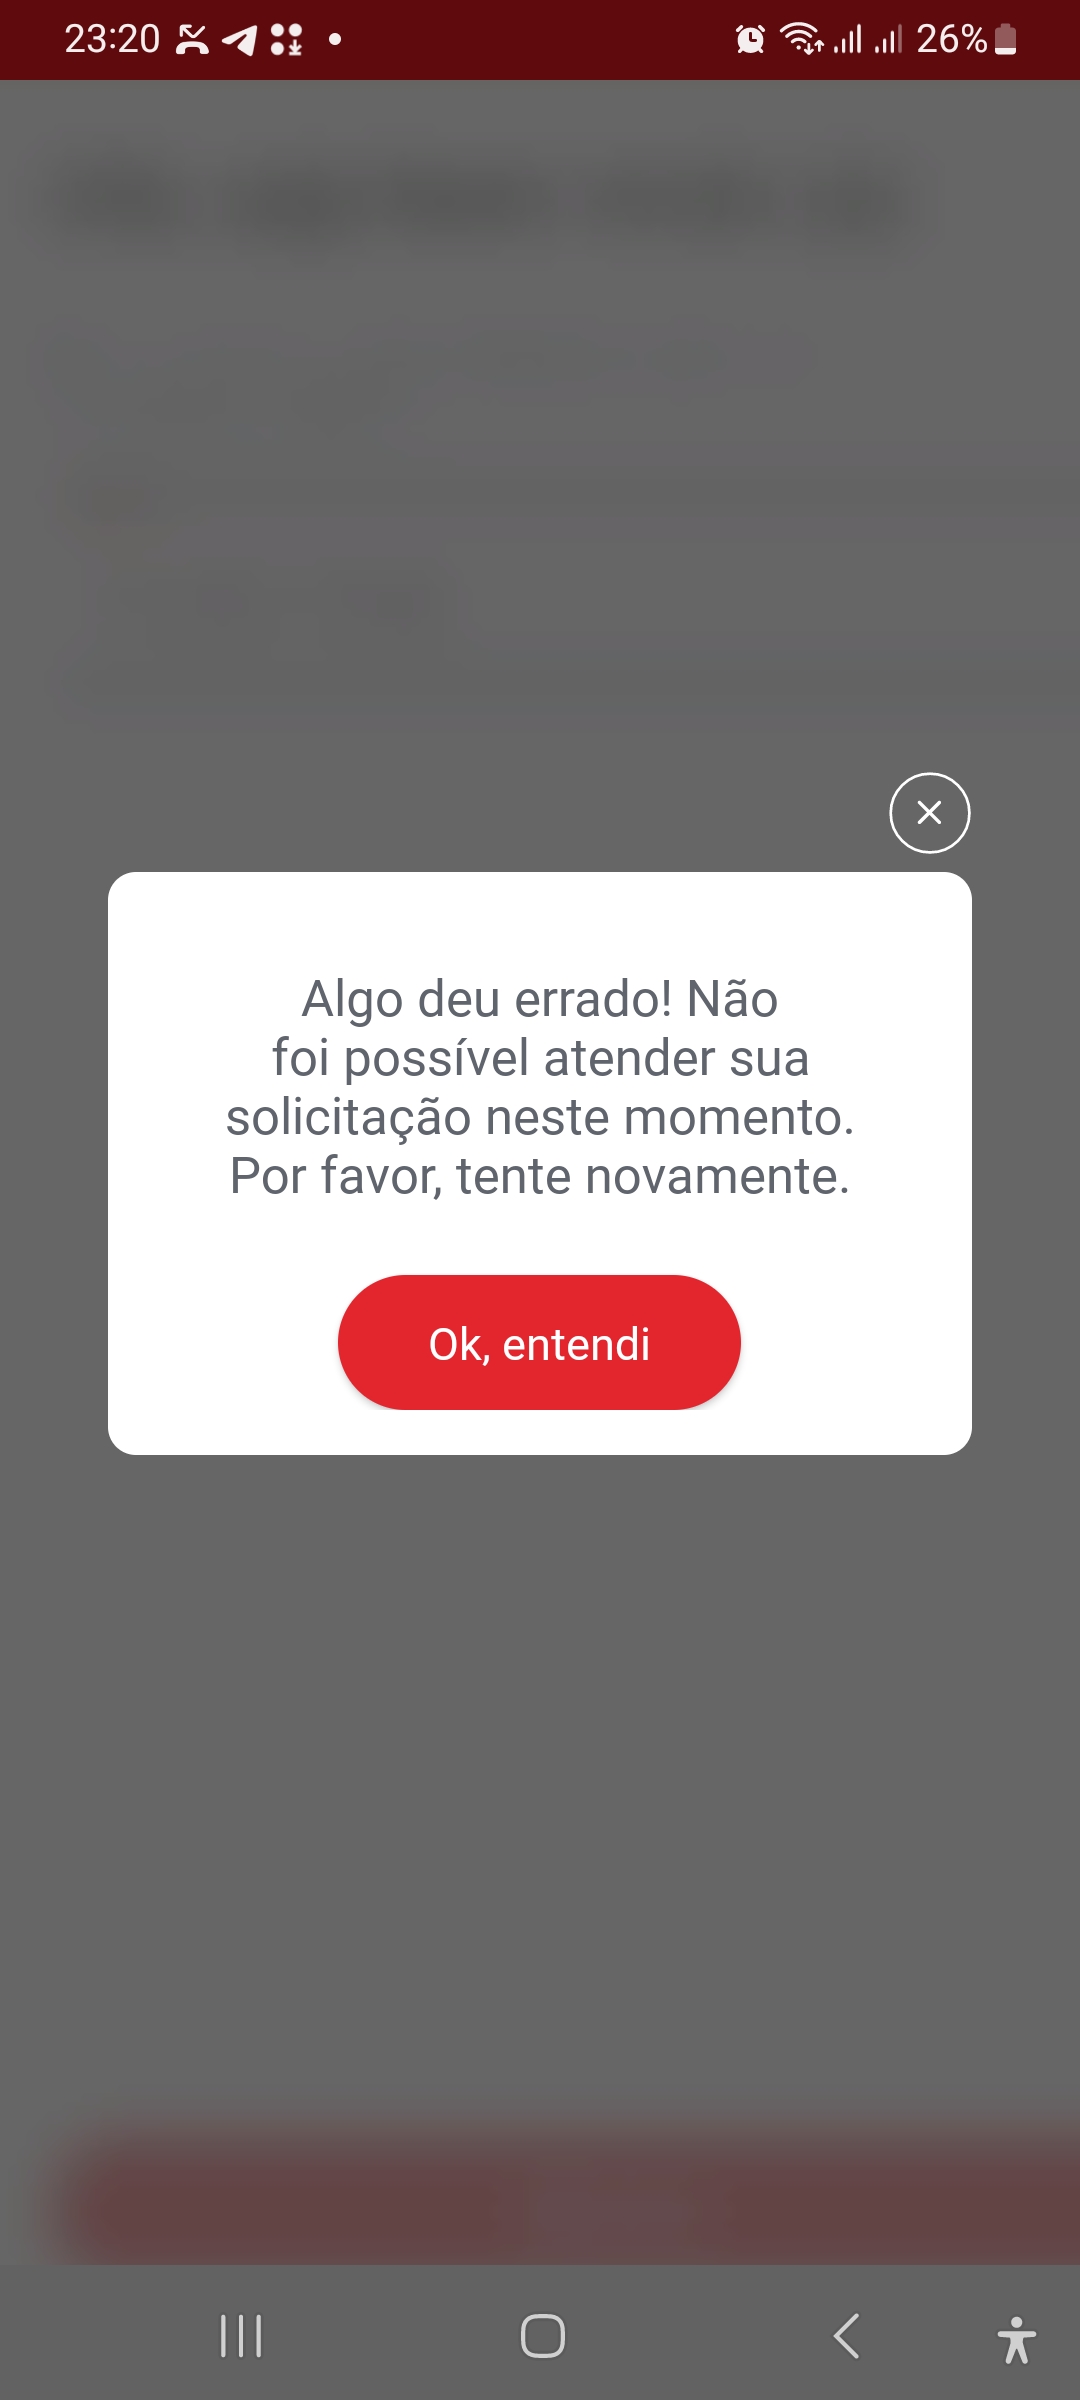 23:20
26%
Algo deu errado! Não
foi possível atender sua
solicitação neste momento.
Por favor, tente novamente.
Ok, entendi